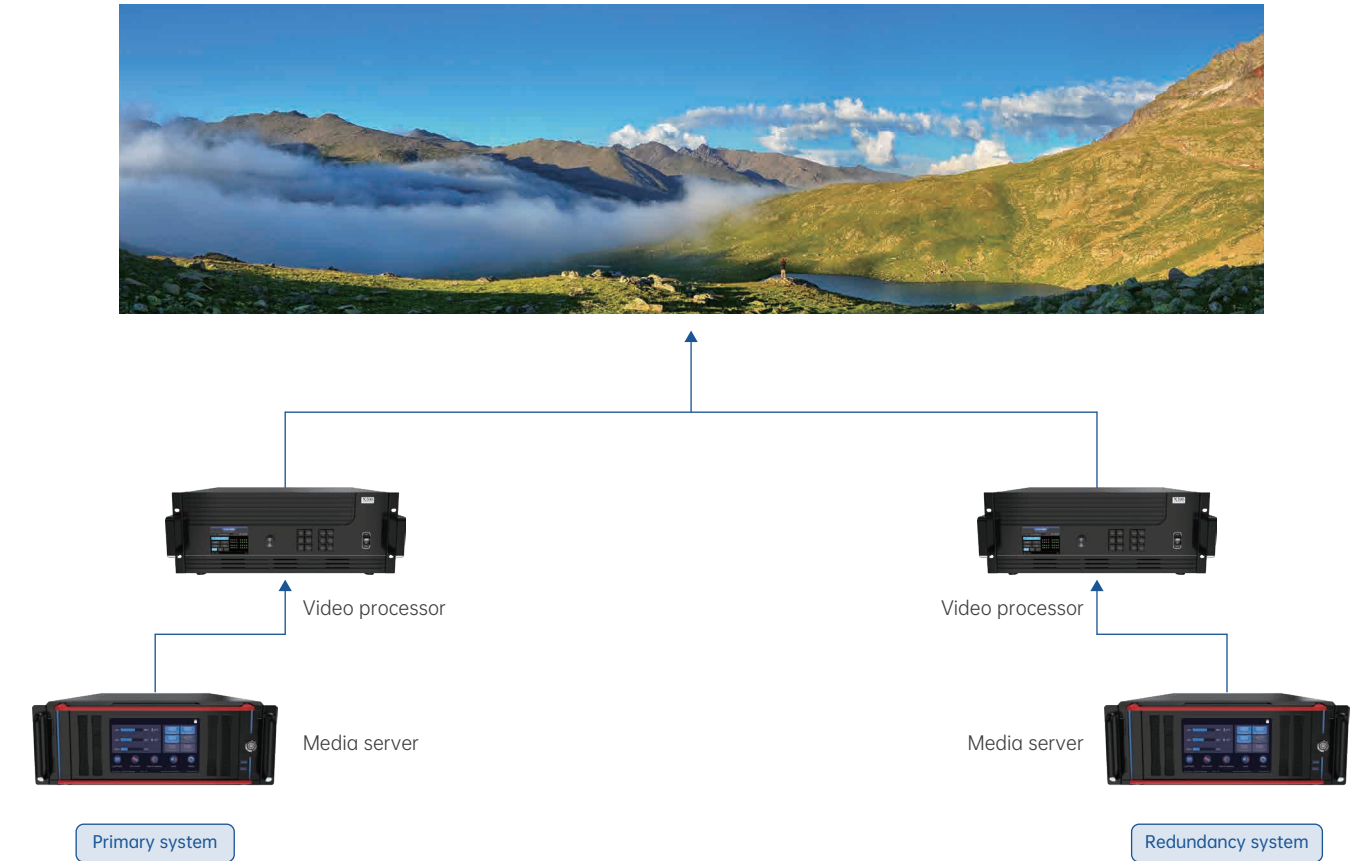 Video processor
Video processor
Media server
Media server
Primary system
Redundancy system